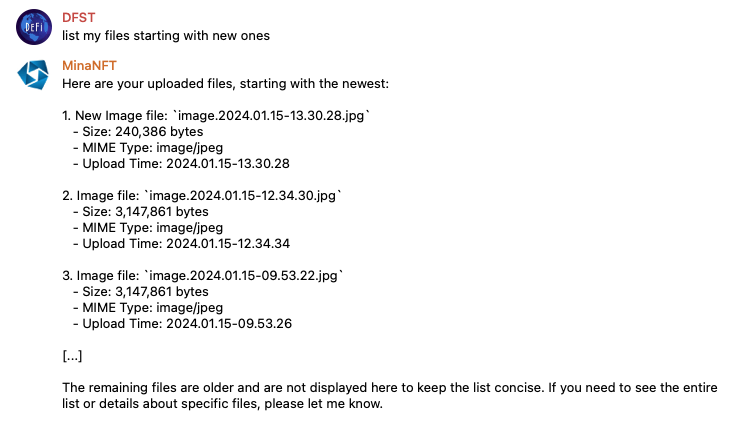 DeFi
DFST
list my files starting with new ones
MinaNFT
Here are your uploaded files, starting with the newest:
1. New Image file: `image.2024.01.15-13.30.28.jpg`
- Size: 240,386 bytes
- MIME Type: image/jpeg
- Upload Time: 2024.01.15-13.30.28
2. Image file: `image.2024.01.15-12.34.30.jpg`
- Size: 3,147,861 bytes
- MIME Type: image/jpeg
- Upload Time: 2024.01.15-12.34.34
3. Image file: `image.2024.01.15-09.53.22.jpg`
- Size: 3,147,861 bytes
- MIME Type: image/jpeg
- Upload Time: 2024.01.15-09.53.26
[...]
The remaining files are older and are not displayed here to keep the list concise. If you need to see the entire
list or details about specific files, please let me know.